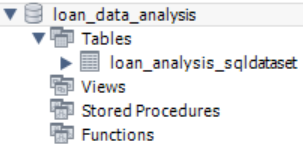 loan_data_analysis
Tables
loan_analysis_sqldataset
Views
Stored Procedures
Functions